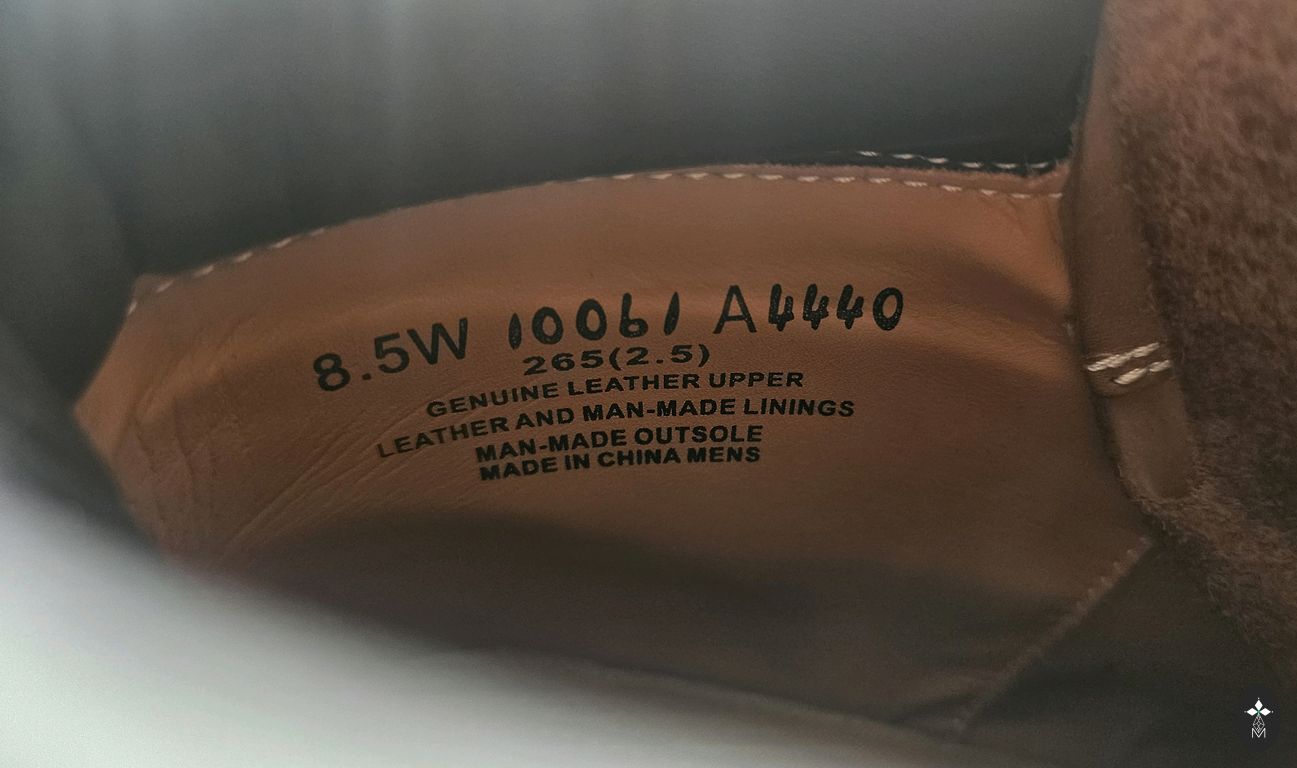 8.5W 10061 A4440
265(2.5)
GENUINE LEATHER UPPER
LEATHER AND MAN-MADE LININGS
MAN-MADE OUTSOLE
MADE IN CHINA MENS
M